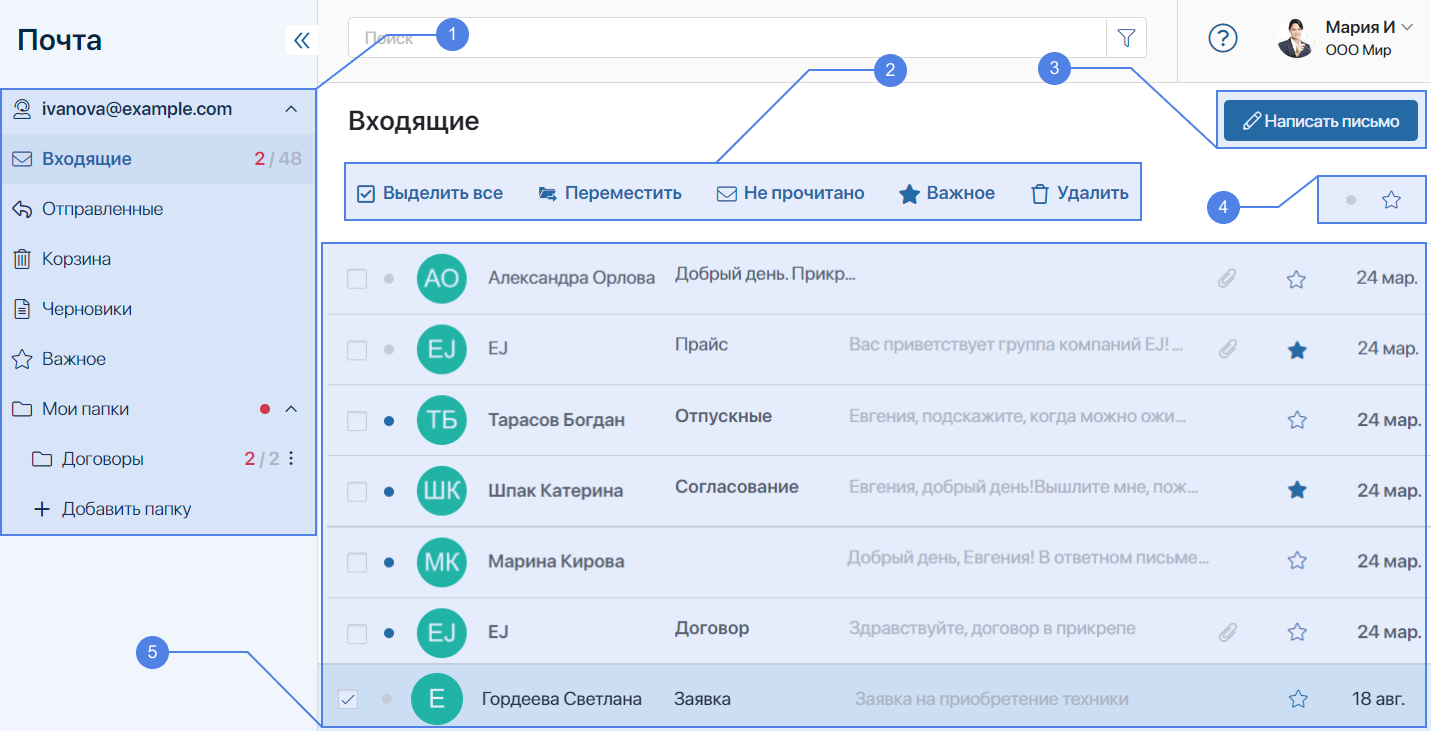 Почта
Поиск
1
2
3
Мария И
ООО Мир
ivanova@example.com
Входящие 2 / 48
Отправленные
Корзина
Черновики
Важное
Мои папки
Договоры 2 / 2
Добавить папку
Входящие
Написать письмо
Выделить все Переместить Не прочитано Важное Удалить
4
АО Александра Орлова Добрый день. Прикр... 24 мар.
EJ EJ Прайс Вас приветствует группа компаний EJ! ... 24 мар.
ТБ Тарасов Богдан Отпускные Евгения, подскажите, когда можно ожи... 24 мар.
ШК Шпак Катерина Согласование Евгения, добрый день!Вышлите мне, пож... 24 мар.
МК Марина Кирова Добрый день, Евгения! В ответном письме... 24 мар.
EJ EJ Договор Здравствуйте, договор в прикрепе 24 мар.
5
Е Гордеева Светлана Заявка Заявка на приобретение техники 18 авг.